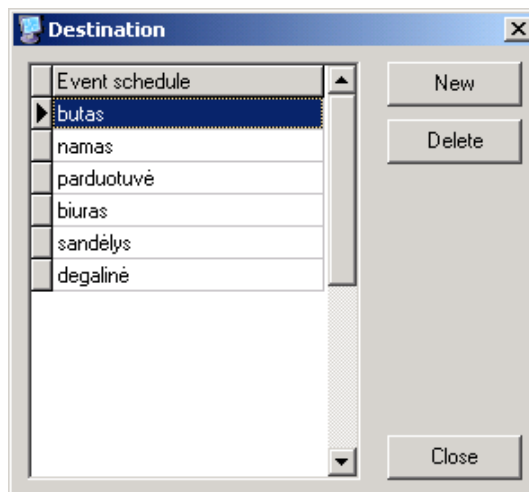 Destination
Event schedule
butas
namas
parduotuvė
biuras
sandėlys
degalinė
New
Delete
Close